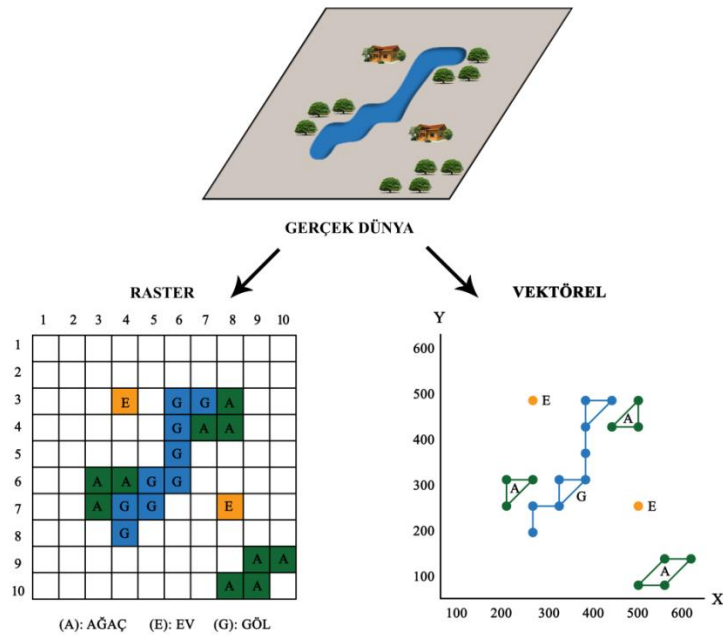 GERÇEK DÜNYA
RASTER
1 2 3 4 5 6 7 8 9 10
1
2
3 E G G A
4 G A A
5 G
6 A A G G
7 A G G E
8 G
9 A A
10 A A
(A): AĞAÇ (E): EV (G): GÖL
VEKTÖREL
Y
600
500 E A
400
300 A G
200 E
100 A
X
100 200 300 400 500 600